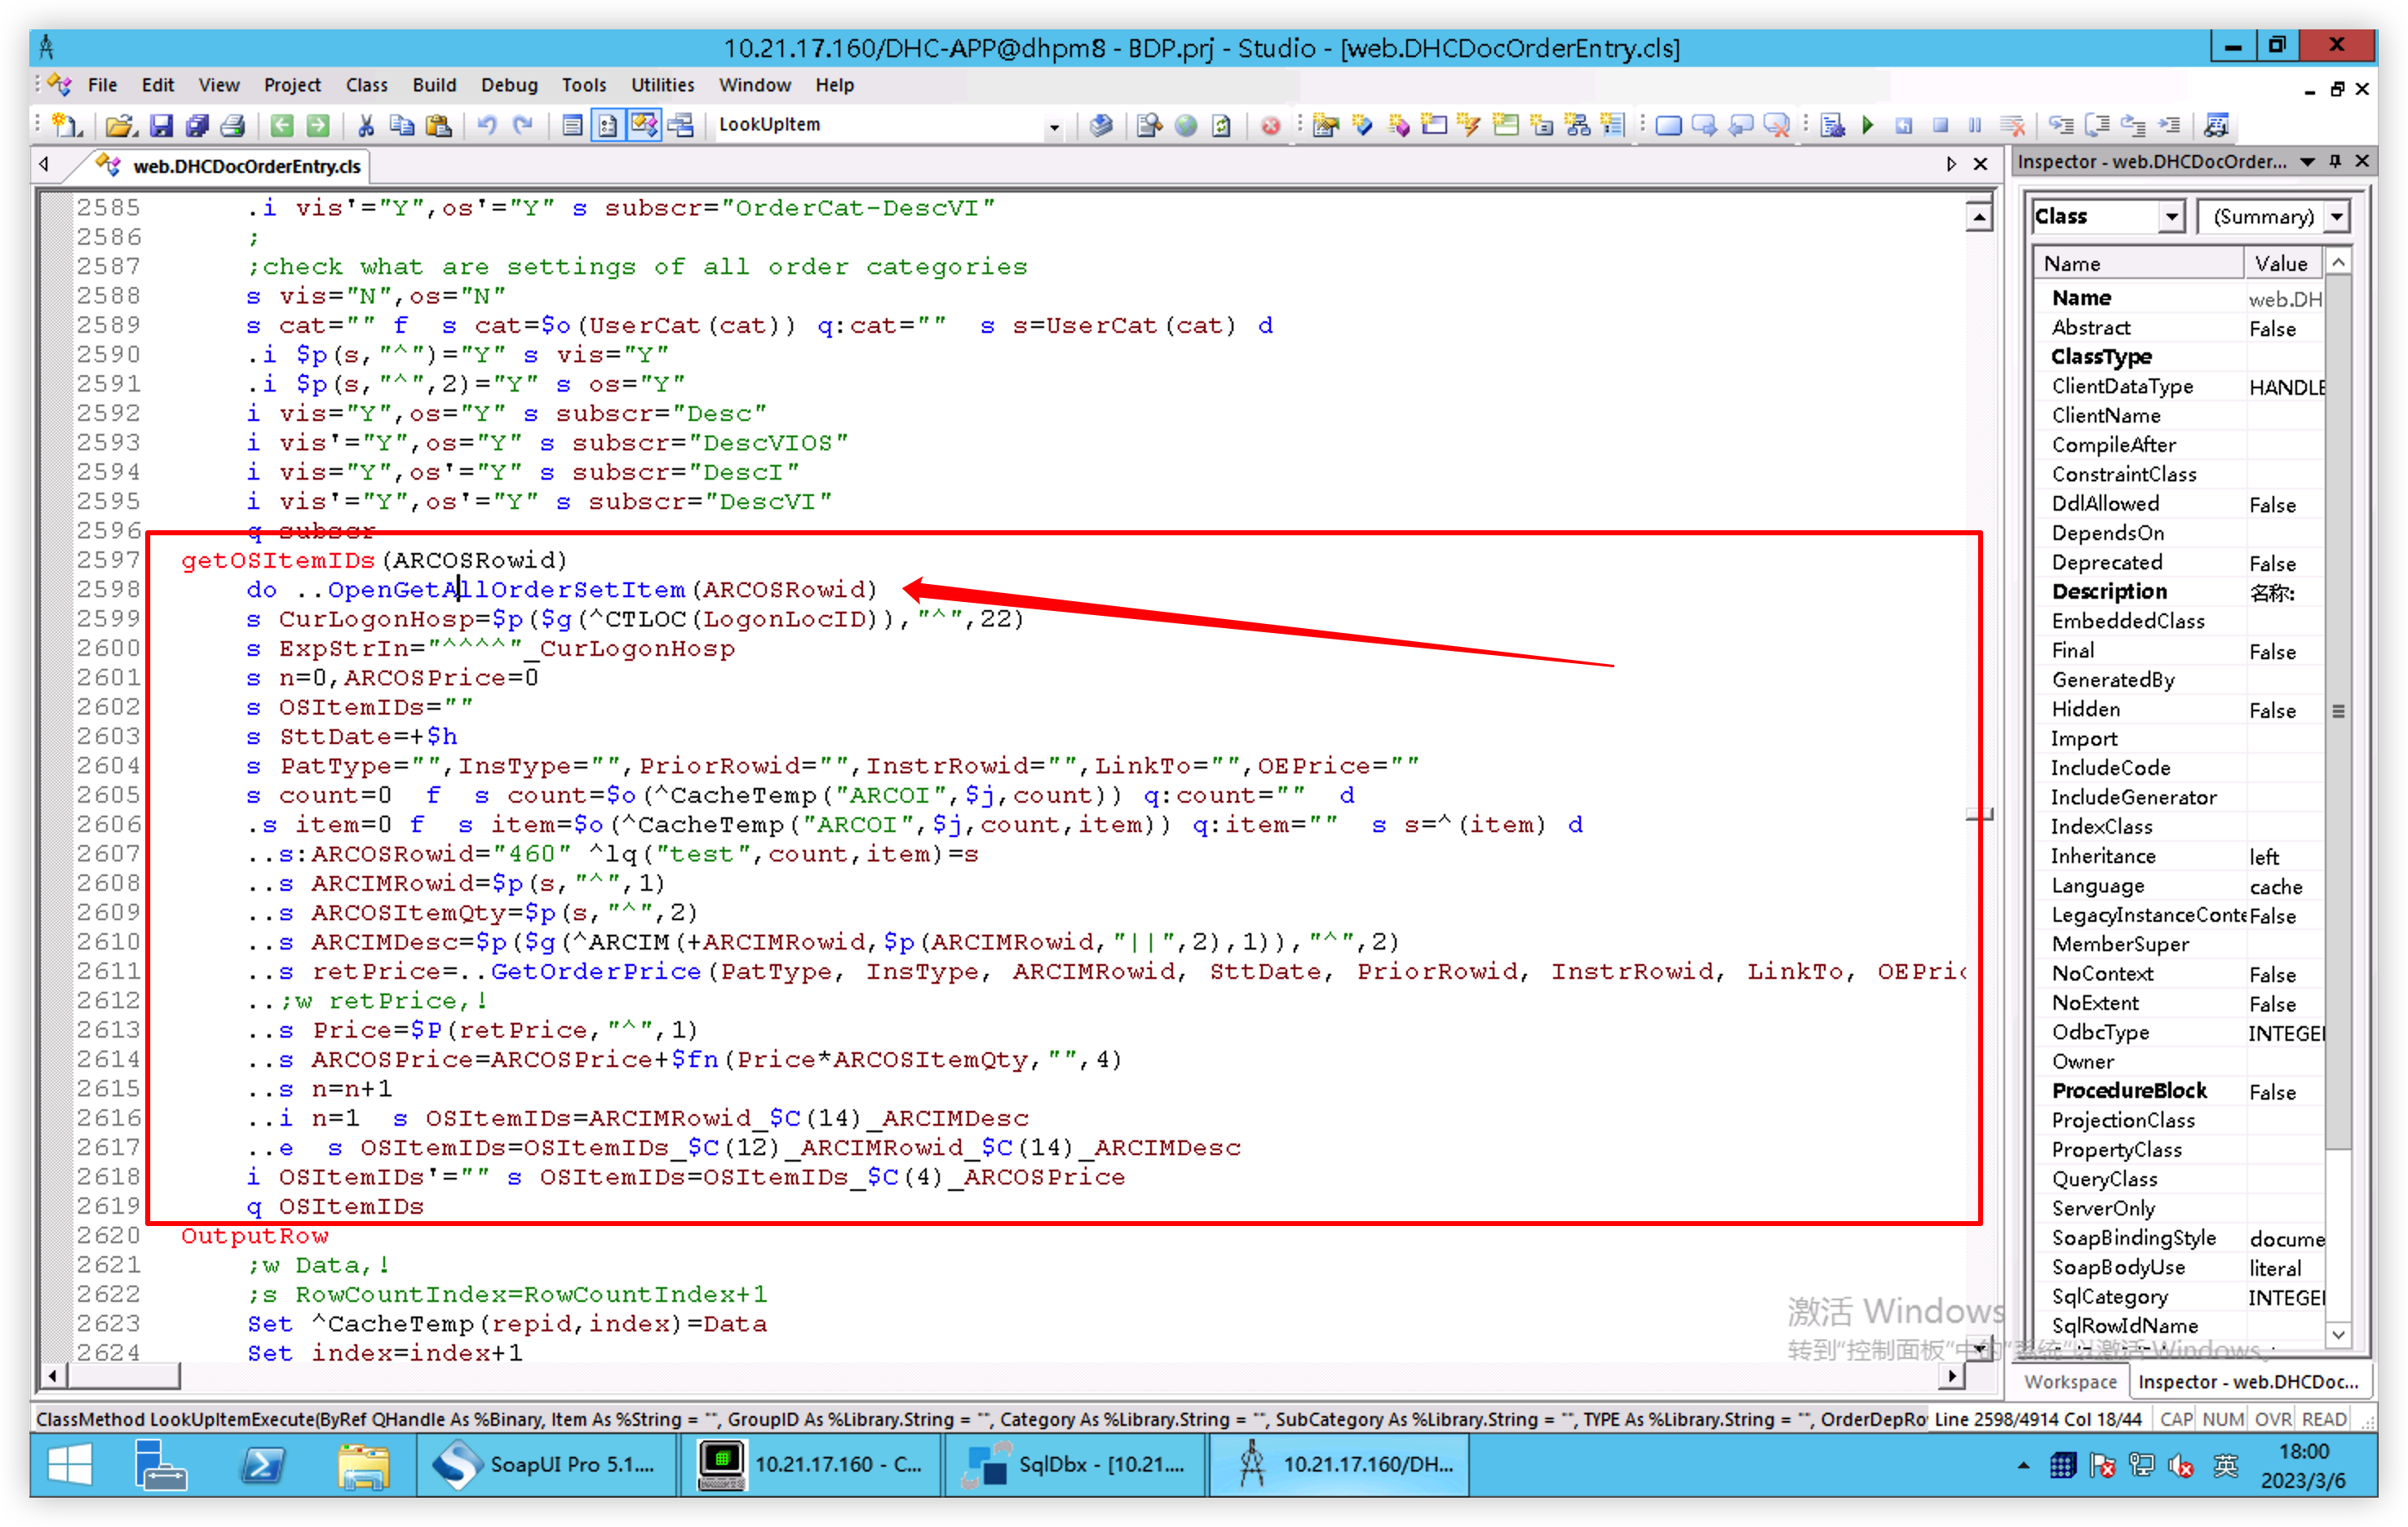 10.21.17.160/DHC-APP@dhpm8 - BDP.prj - Studio - [web.DHCDocOrderEntry.cls]
File Edit View Project Class Build Debug Tools Utilities Window Help
LookUpItem
web.DHCDocOrderEntry.cls
2585 .i vis'="Y",os'="Y" s subscr="OrderCat-DescVI"
2586 ;
2587 ;check what are settings of all order categories
2588 s vis="N",os="N"
2589 s cat="" f  s cat=$o(UserCat(cat)) q:cat=""  s s=UserCat(cat) d
2590 .i $p(s,"^")="Y" s vis="Y"
2591 .i $p(s,"^",2)="Y" s os="Y"
2592 i vis="Y",os="Y" s subscr="Desc"
2593 i vis'="Y",os="Y" s subscr="DescVIOS"
2594 i vis="Y",os'="Y" s subscr="DescI"
2595 i vis'="Y",os'="Y" s subscr="DescVI"
2596 q subscr
2597 getOSItemIDs(ARCOSRowid)
2598 do ..OpenGetAllOrderSetItem(ARCOSRowid)
2599 s CurLogonHosp=$p($g(^CTLOC(LogonLocID)),"^",22)
2600 s ExpStrIn="^^^^"_CurLogonHosp
2601 s n=0,ARCOSPrice=0
2602 s OSItemIDs=""
2603 s SttDate=+$h
2604 s PatType="",InsType="",PriorRowid="",InstrRowid="",LinkTo="",OEPrice=""
2605 s count=0  f  s count=$o(^CacheTemp("ARCOI",$j,count)) q:count=""  d
2606 .s item=0 f  s item=$o(^CacheTemp("ARCOI",$j,count,item)) q:item=""  s s=^(item) d
2607 ..s:ARCOSRowid="460" ^lq("test",count,item)=s
2608 ..s ARCIMRowid=$p(s,"^",1)
2609 ..s ARCOSItemQty=$p(s,"^",2)
2610 ..s ARCIMDesc=$p($g(^ARCIM(+ARCIMRowid,$p(ARCIMRowid,"||",2),1)),"^",2)
2611 ..s retPrice=..GetOrderPrice(PatType, InsType, ARCIMRowid, SttDate, PriorRowid, InstrRowid, LinkTo, OEPric
2612 ..;w retPrice,!
2613 ..s Price=$P(retPrice,"^",1)
2614 ..s ARCOSPrice=ARCOSPrice+$fn(Price*ARCOSItemQty,"",4)
2615 ..s n=n+1
2616 ..i n=1  s OSItemIDs=ARCIMRowid_$C(14)_ARCIMDesc
2617 ..e  s OSItemIDs=OSItemIDs_$C(12)_ARCIMRowid_$C(14)_ARCIMDesc
2618 i OSItemIDs'="" s OSItemIDs=OSItemIDs_$C(4)_ARCOSPrice
2619 q OSItemIDs
2620 OutputRow
2621 ;w Data,!
2622 ;s RowCountIndex=RowCountIndex+1
2623 Set ^CacheTemp(repid,index)=Data
2624 Set index=index+1
Inspector - web.DHCDocOrder...
Class (Summary)
Name Value
Name web.DH
Abstract False
ClassType
ClientDataType HANDLE
ClientName
CompileAfter
ConstraintClass
DdlAllowed False
DependsOn
Deprecated False
Description 名称:
EmbeddedClass
Final False
GeneratedBy
Hidden False
Import
IncludeCode
IncludeGenerator
IndexClass
Inheritance left
Language cache
LegacyInstanceConte False
MemberSuper
NoContext False
NoExtent False
OdbcType INTEGEI
Owner
ProcedureBlock False
ProjectionClass
PropertyClass
QueryClass
ServerOnly
SoapBindingStyle docume
SoapBodyUse literal
SqlCategory INTEGEI
SqlRowIdName
激活 Windows
转到"控制面板"中的"系统"以激活 Windows。
Workspace Inspector - web.DHCDoc...
ClassMethod LookUpItemExecute(ByRef QHandle As %Binary, Item As %String = "", GroupID As %Library.String = "", Category As %Library.String = "", SubCategory As %Library.String = "", TYPE As %Library.String = "", OrderDepRo Line 2598/4914 Col 18/44 CAP NUM OVR READ
SoapUI Pro 5.1.... 10.21.17.160 - C... SqlDbx - [10.21.... 10.21.17.160/DH... 英 18:00
2023/3/6